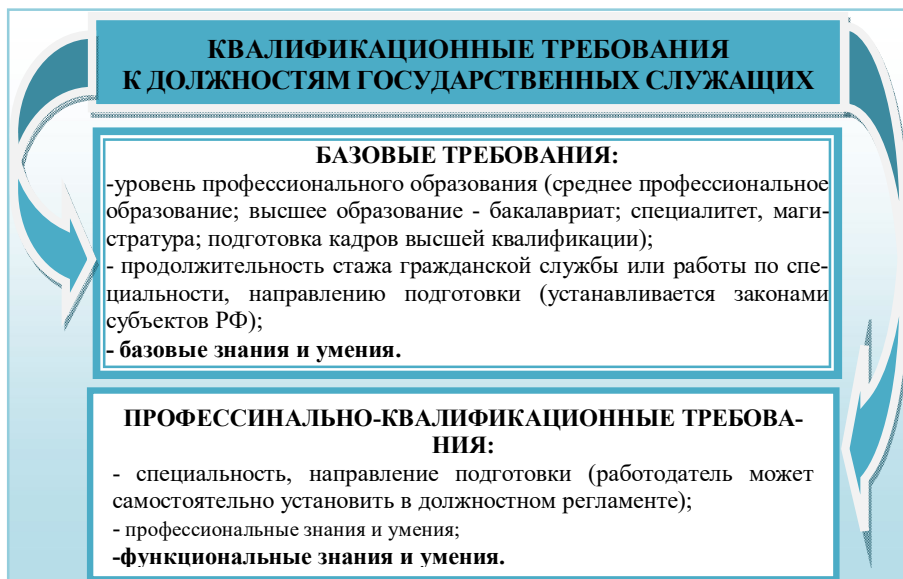 КВАЛИФИКАЦИОННЫЕ ТРЕБОВАНИЯ
К ДОЛЖНОСТЯМ ГОСУДАРСТВЕННЫХ СЛУЖАЩИХ
БАЗОВЫЕ ТРЕБОВАНИЯ:
-уровень профессионального образования (среднее профессиональное
образование; высшее образование - бакалавриат; специалитет, маги-
стратура; подготовка кадров высшей квалификации);
- продолжительность стажа гражданской службы или работы по спе-
циальности, направлению подготовки (устанавливается законами
субъектов РФ);
- базовые знания и умения.
ПРОФЕССИНАЛЬНО-КВАЛИФИКАЦИОННЫЕ ТРЕБОВА-
НИЯ:
- специальность, направление подготовки (работодатель может
самостоятельно установить в должностном регламенте);
- профессиональные знания и умения;
-функциональные знания и умения.